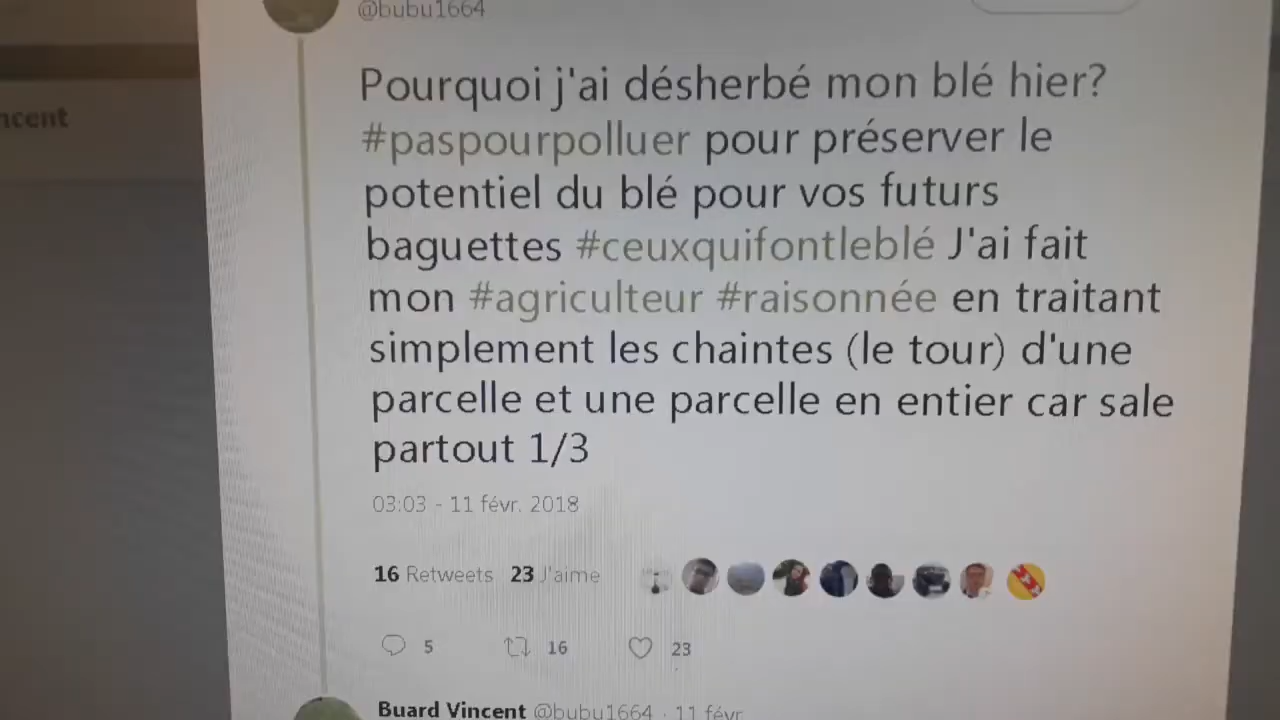 @bubu1664
ncent
Pourquoi j'ai désherbé mon blé hier?
#paspourpolluer pour préserver le
potentiel du blé pour vos futurs
baguettes #ceuxquifontleblé J'ai fait
mon #agriculteur #raisonnée en traitant
simplement les chaintes (le tour) d'une
parcelle et une parcelle en entier car sale
partout 1/3
03:03 - 11 févr. 2018
16 Retweets 23 J'aime
5 16 23
Buard Vincent @bubu1664 · 11 févr.